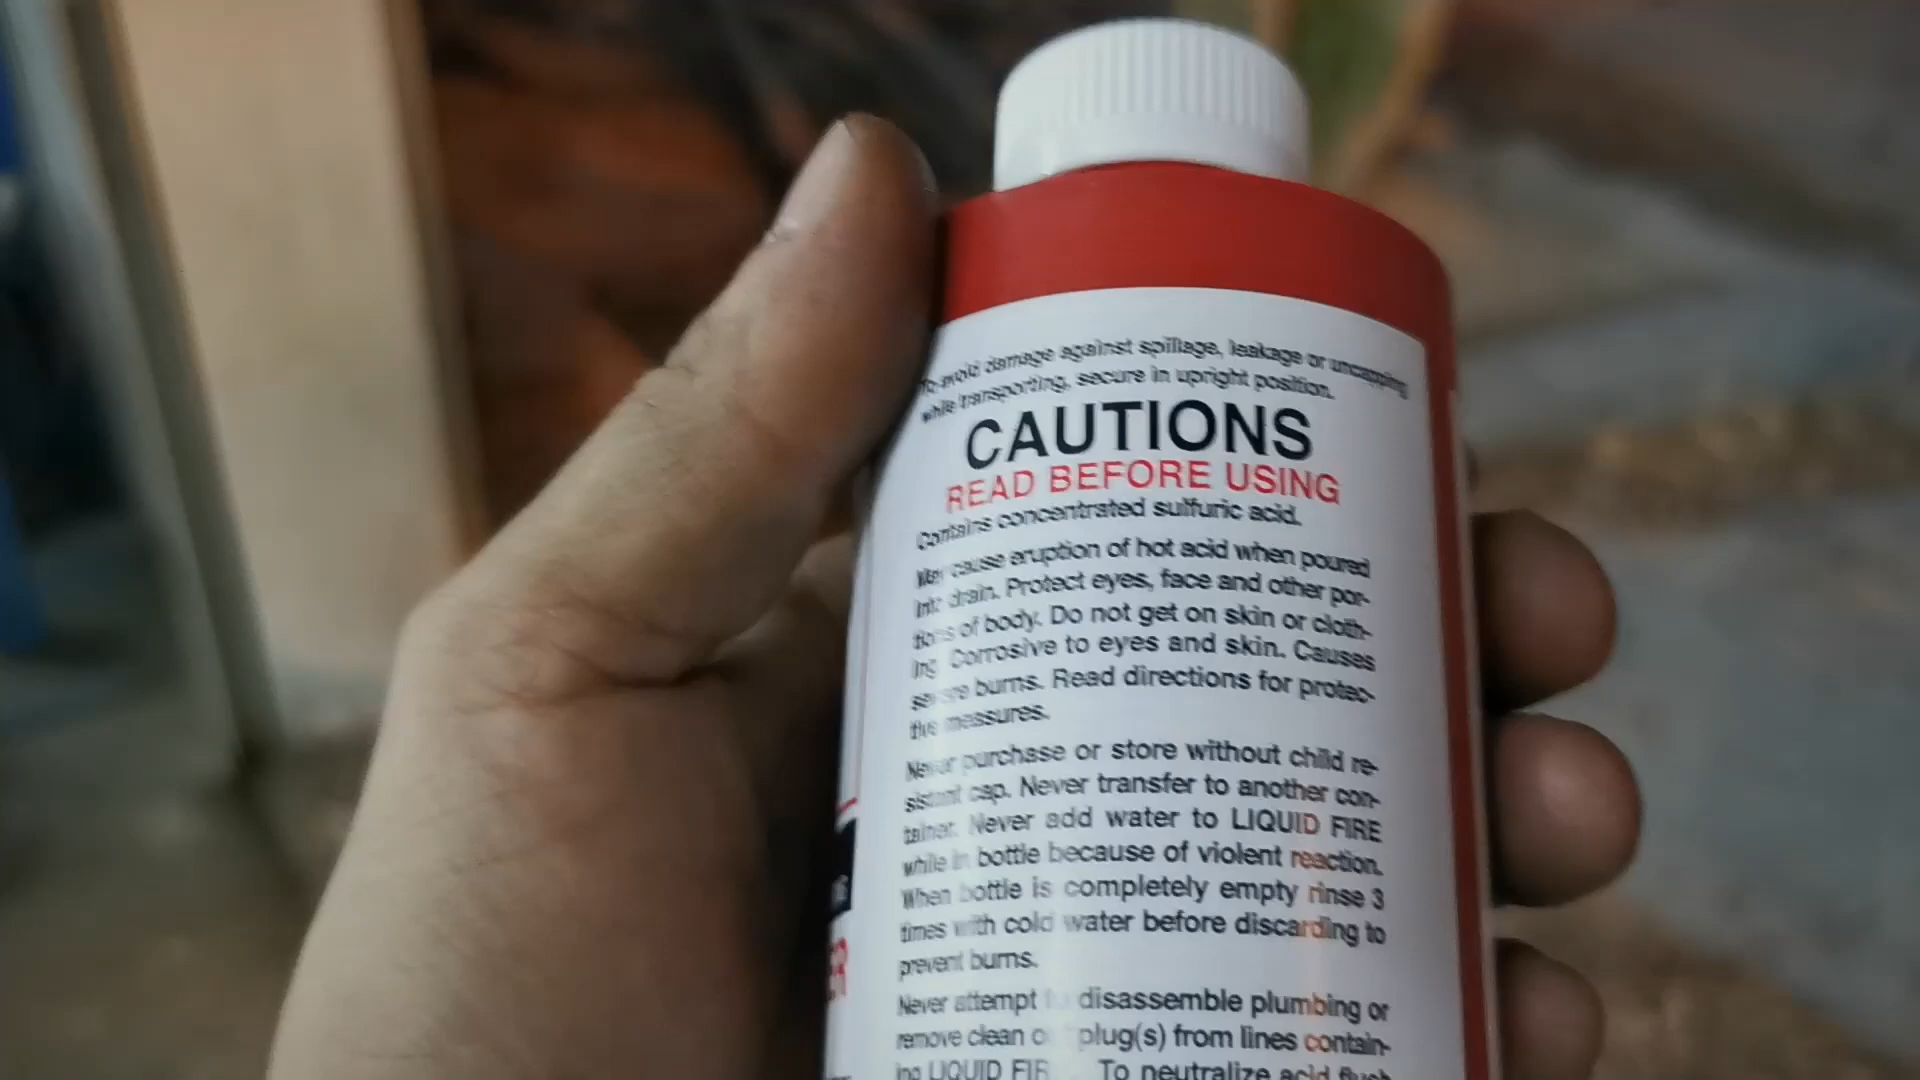 To avoid damage against spillage, leakage or uncapping
while transporting, secure in upright position.
CAUTIONS
READ BEFORE USING
Contains concentrated sulfuric acid.
May cause eruption of hot acid when poured
into drain. Protect eyes, face and other por-
tions of body. Do not get on skin or cloth-
ing. Corrosive to eyes and skin. Causes
severe burns. Read directions for protec-
tive measures.
Never purchase or store without child re-
sistant cap. Never transfer to another con-
tainer. Never add water to LIQUID FIRE
while in bottle because of violent reaction.
When bottle is completely empty rinse 3
times with cold water before discarding to
prevent burns.
Never attempt disassemble plumbing or
remove clean plug(s) from lines contain-
ing LIQUID To neutralize acid flush
ER